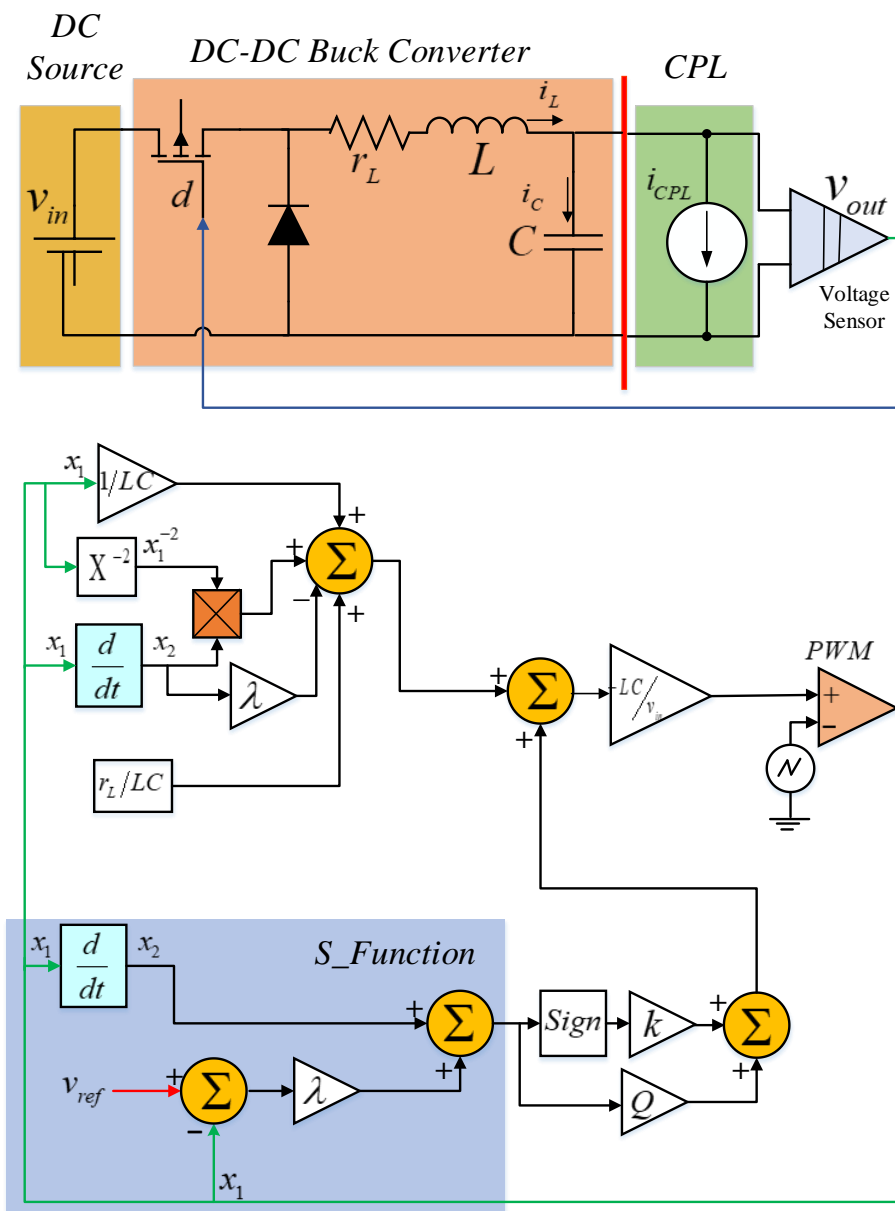 DC
Source
DC-DC Buck Converter
CPL
v_in
d
r_L
L
i_L
i_C
C
i_CPL
v_out
Voltage
Sensor
x_1
1/LC
+
X^-2
x_1^-2
+
−
+
x_1
d
dt
x_2
λ
Σ
r_L/LC
+
Σ
+
-LC/v_in
PWM
+
−
S_Function
x_1
d
dt
x_2
+
Σ
+
v_ref
+
Σ
−
λ
x_1
Sign
k
+
Σ
+
Q